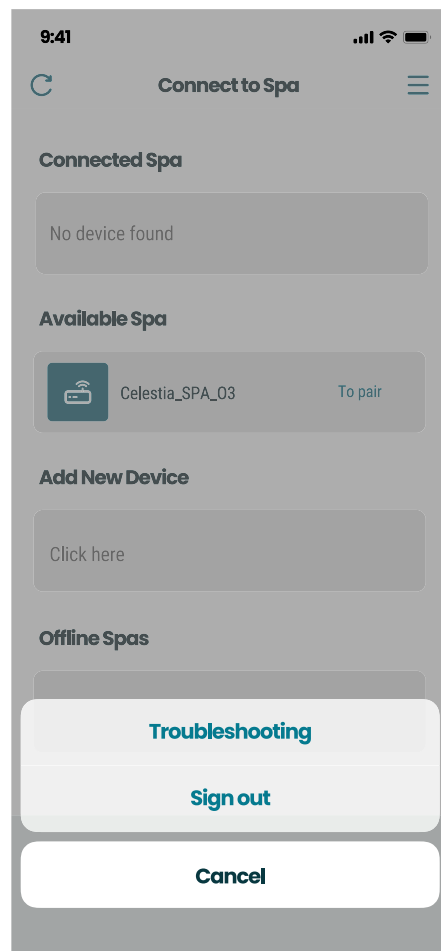 9:41
Connect to Spa
Connected Spa
No device found
Available Spa
Celestia_SPA_03 To pair
Add New Device
Click here
Offline Spas
Troubleshooting
Sign out
Cancel